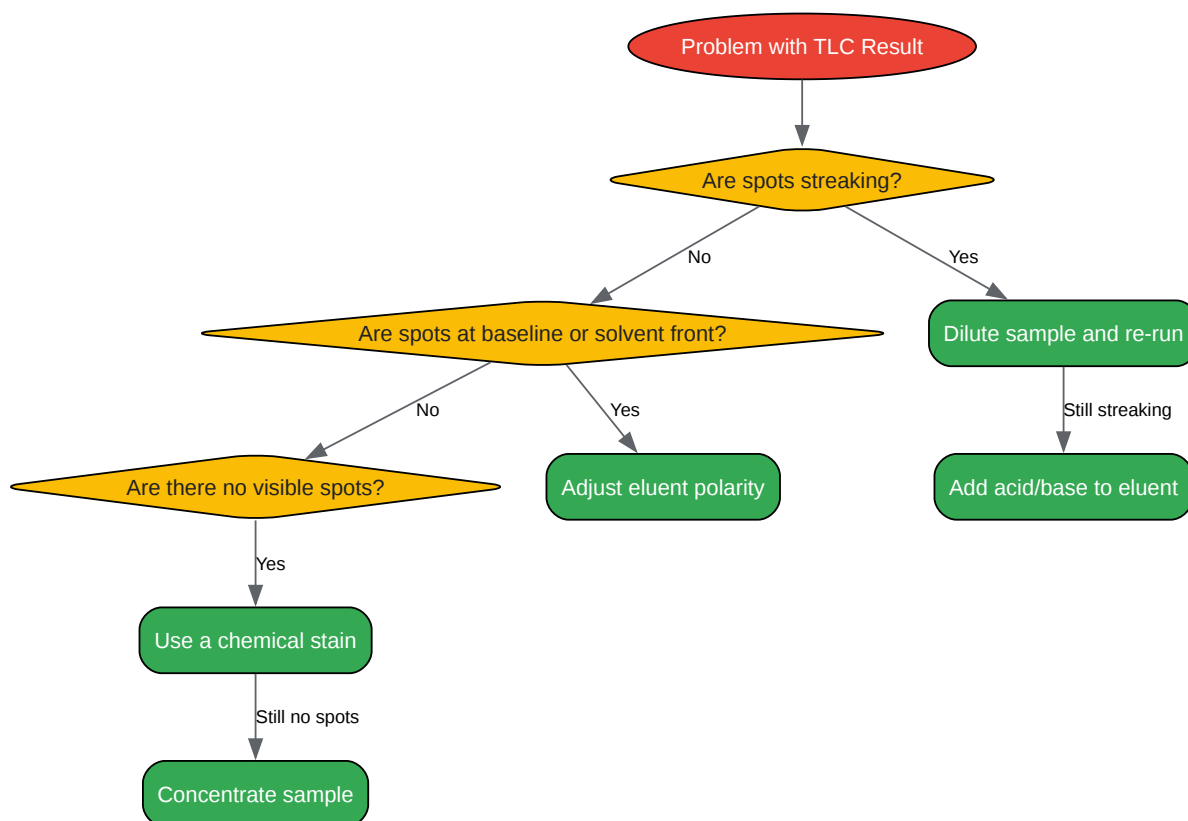 Problem with TLC Result
Are spots streaking?
No
Yes
Are spots at baseline or solvent front?
Dilute sample and re-run
No
Yes
Still streaking
Are there no visible spots?
Adjust eluent polarity
Add acid/base to eluent
Yes
Use a chemical stain
Still no spots
Concentrate sample